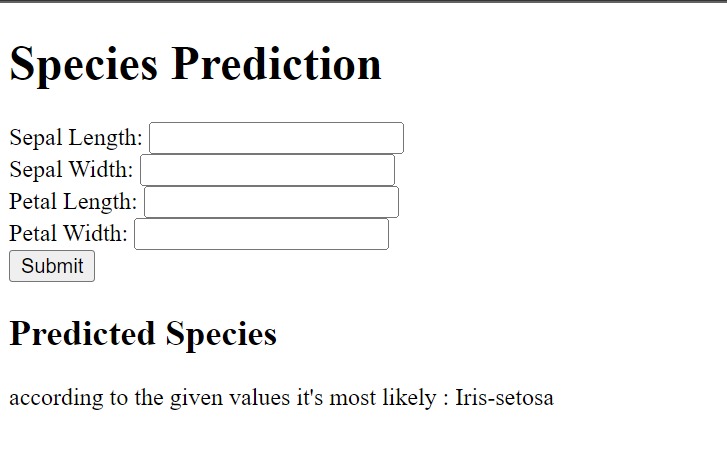 Species Prediction
Sepal Length:
Sepal Width:
Petal Length:
Petal Width:
Submit
Predicted Species
according to the given values it's most likely : Iris-setosa